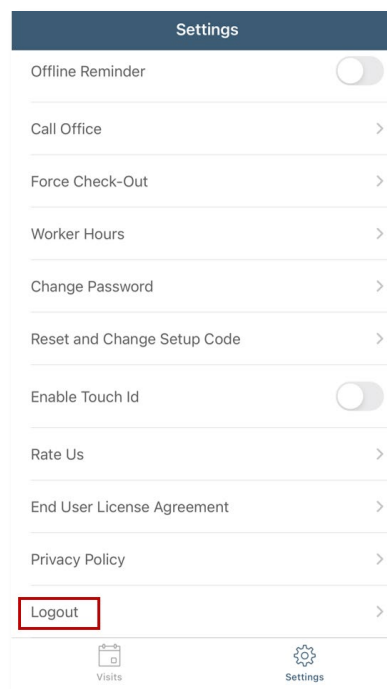 Settings
Offline Reminder
Call Office
Force Check-Out
Worker Hours
Change Password
Reset and Change Setup Code
Enable Touch Id
Rate Us
End User License Agreement
Privacy Policy
Logout
Visits Settings